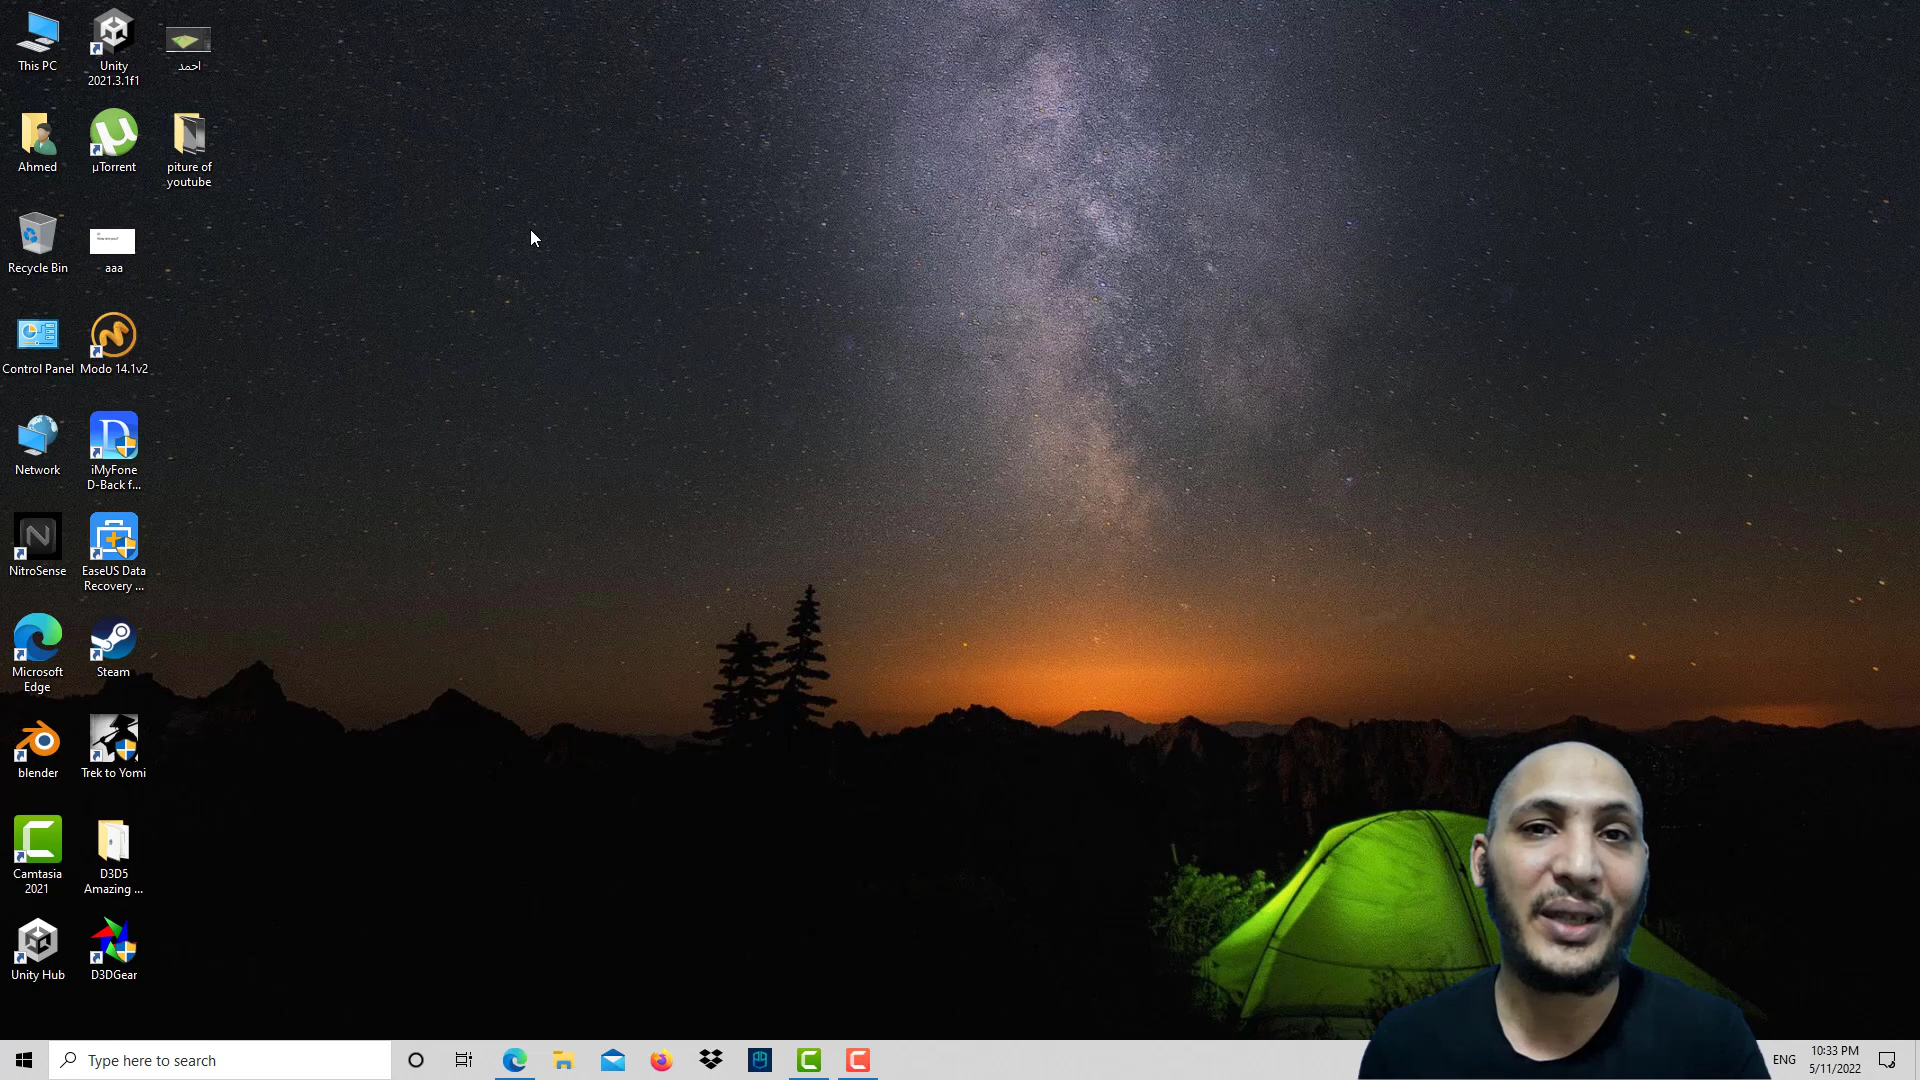 This PC
Unity
2021.3.1f1
احمد
Ahmed
µTorrent
piture of
youtube
Recycle Bin
aaa
Control Panel
Modo 14.1v2
Network
iMyFone
D-Back f...
NitroSense
EaseUS Data
Recovery ...
Microsoft
Edge
Steam
blender
Trek to Yomi
Camtasia
2021
D3D5
Amazing ...
Unity Hub
D3DGear
Type here to search
ENG
10:33 PM
5/11/2022